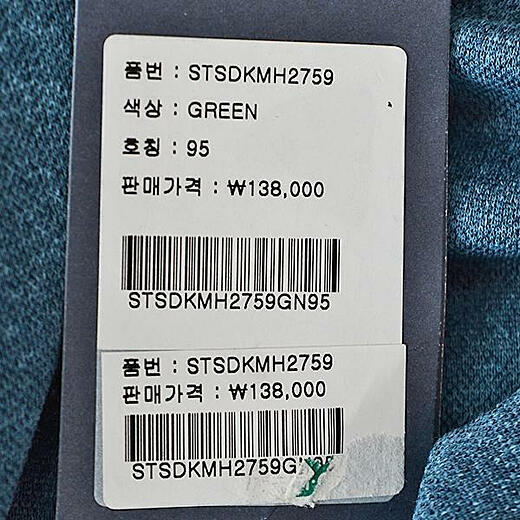 품번 : STSDKMH2759
색상 : GREEN
호칭 : 95
판매가격 : ₩138,000
STSDKMH2759GN95
품번 : STSDKMH2759
판매가격 : ₩138,000
STSDKMH2759GN95